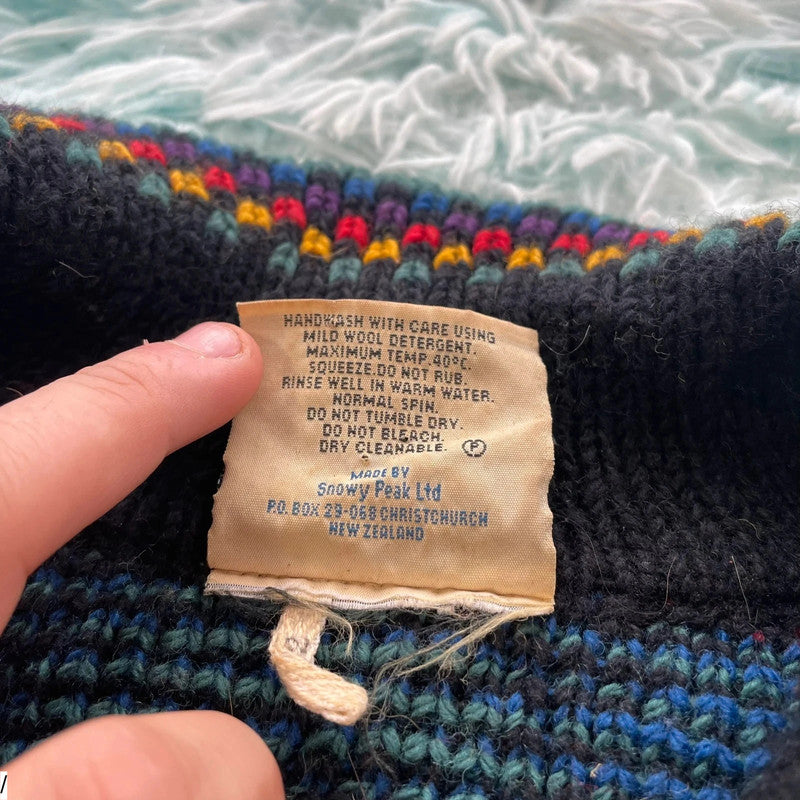 HANDWASH WITH CARE USING
MILD WOOL DETERGENT.
MAXIMUM TEMP. 40°C.
SQUEEZE. DO NOT RUB.
RINSE WELL IN WARM WATER.
NORMAL SPIN.
DO NOT TUMBLE DRY.
DO NOT BLEACH.
DRY CLEANABLE. Ⓟ
MADE BY
Snowy Peak Ltd
P.O. BOX 29-068 CHRISTCHURCH
NEW ZEALAND
/